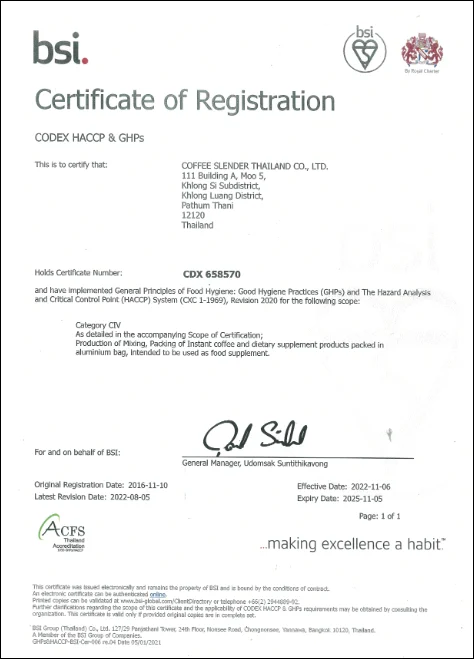 bsi.
By Royal Charter
Certificate of Registration
CODEX HACCP & GHPs
This is to certify that:
COFFEE SLENDER THAILAND CO., LTD.
111 Building A, Moo 5,
Khlong Si Subdistrict,
Khlong Luang District,
Pathum Thani
12120
Thailand
Holds Certificate Number:
CDX 658570
and have implemented General Principles of Food Hygiene: Good Hygiene Practices (GHPs) and The Hazard Analysis
and Critical Control Point (HACCP) System (CXC 1-1969), Revision 2020 for the following scope:
Category CIV
As detailed in the accompanying Scope of Certification;
Production of Mixing, Packing of Instant coffee and dietary supplement products packed in
aluminium bag, intended to be used as food supplement.
For and on behalf of BSI:
General Manager, Udomsak Suntithikavong
Original Registration Date: 2016-11-10
Effective Date: 2022-11-06
Latest Revision Date: 2022-08-05
Expiry Date: 2025-11-05
Page: 1 of 1
ACFS
Thailand
Accreditation
...making excellence a habit.™
This certificate was issued electronically and remains the property of BSI and is bound by the conditions of contract.
An electronic certificate can be authenticated online.
Printed copies can be validated at www.bsi-global.com/ClientDirectory or telephone +66(2) 2944889-92.
Further clarifications regarding the scope of this certificate and the applicability of CODEX HACCP & GHPs requirements may be obtained by consulting the
organization. This certificate is valid only if provided original copies are in complete set.
BSI Group (Thailand) Co., Ltd. 127/29 Panjathani Tower, 24th Floor, Nonsee Road, Chongnonsee, Yannawa, Bangkok 10120, Thailand.
A Member of the BSI Group of Companies.
GHPs&HACCP-BSI-Cer-006 re.04 Date 05/01/2021